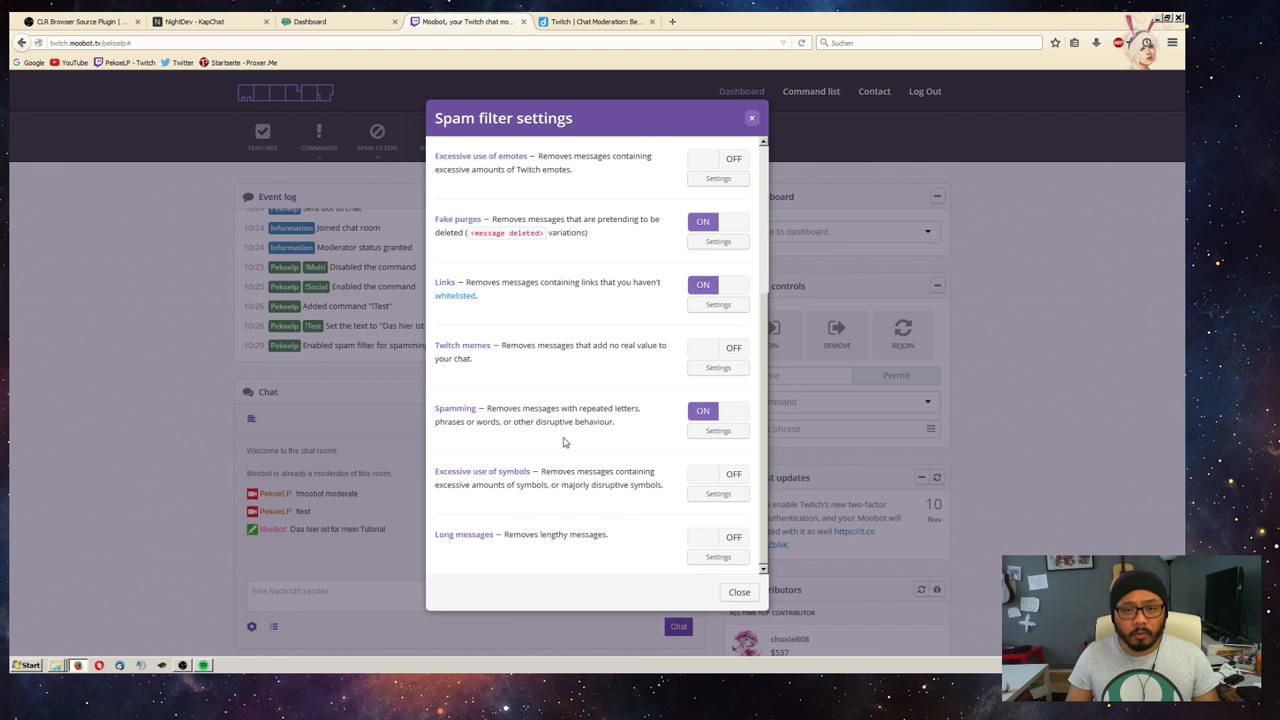 CLR Browser Source Plugin | ...
NightDev - KapChat
Dashboard
Moobot, your Twitch chat mo...
Twitch | Chat Moderation: Be...
twitch.moobot.tv/pekoelp#
Suchen
Google
YouTube
PekoeLP - Twitch
Twitter
Startseite - Proxer.Me
Dashboard
Command list
Contact
Log Out
FEATURES
COMMANDS
SPAM FILTERS
Spam filter settings
Excessive use of emotes — Removes messages containing
excessive amounts of Twitch emotes.
OFF
Settings
Fake purges — Removes messages that are pretending to be
deleted ( <message deleted> variations)
ON
Settings
Links — Removes messages containing links that you haven't
whitelisted.
ON
Settings
Twitch memes — Removes messages that add no real value to
your chat.
OFF
Settings
Spamming — Removes messages with repeated letters,
phrases or words, or other disruptive behaviour.
ON
Settings
Excessive use of symbols — Removes messages containing
excessive amounts of symbols, or majorly disruptive symbols.
OFF
Settings
Long messages — Removes lengthy messages.
OFF
Settings
Close
Event log
10:24 Information Joined chat room
10:24 Information Moderator status granted
10:25 Pekoelp !Multi Disabled the command
10:25 Pekoelp !Social Enabled the command
10:26 Pekoelp Added command "!Test"
10:26 Pekoelp !Test Set the text to "Das hier ist
10:29 Pekoelp Enabled spam filter for spamming
Chat
Welcome to the chat room!
Moobot is already a moderator of this room.
PekoeLP: !moobot moderate
PekoeLP: !test
Moobot: Das hier ist für mein Tutorial
Eine Nachricht senden
Chat
ashboard
e to dashboard
controls
REMOVE
REJOIN
Permit
ommand
phrase
st updates
enable Twitch's new two-factor
uthentication, and your Moobot will
ted with it as well https://t.co
ZbNK
10
Nov
ributors
ALL-TIME TOP CONTRIBUTOR
choxie808
$537
Start